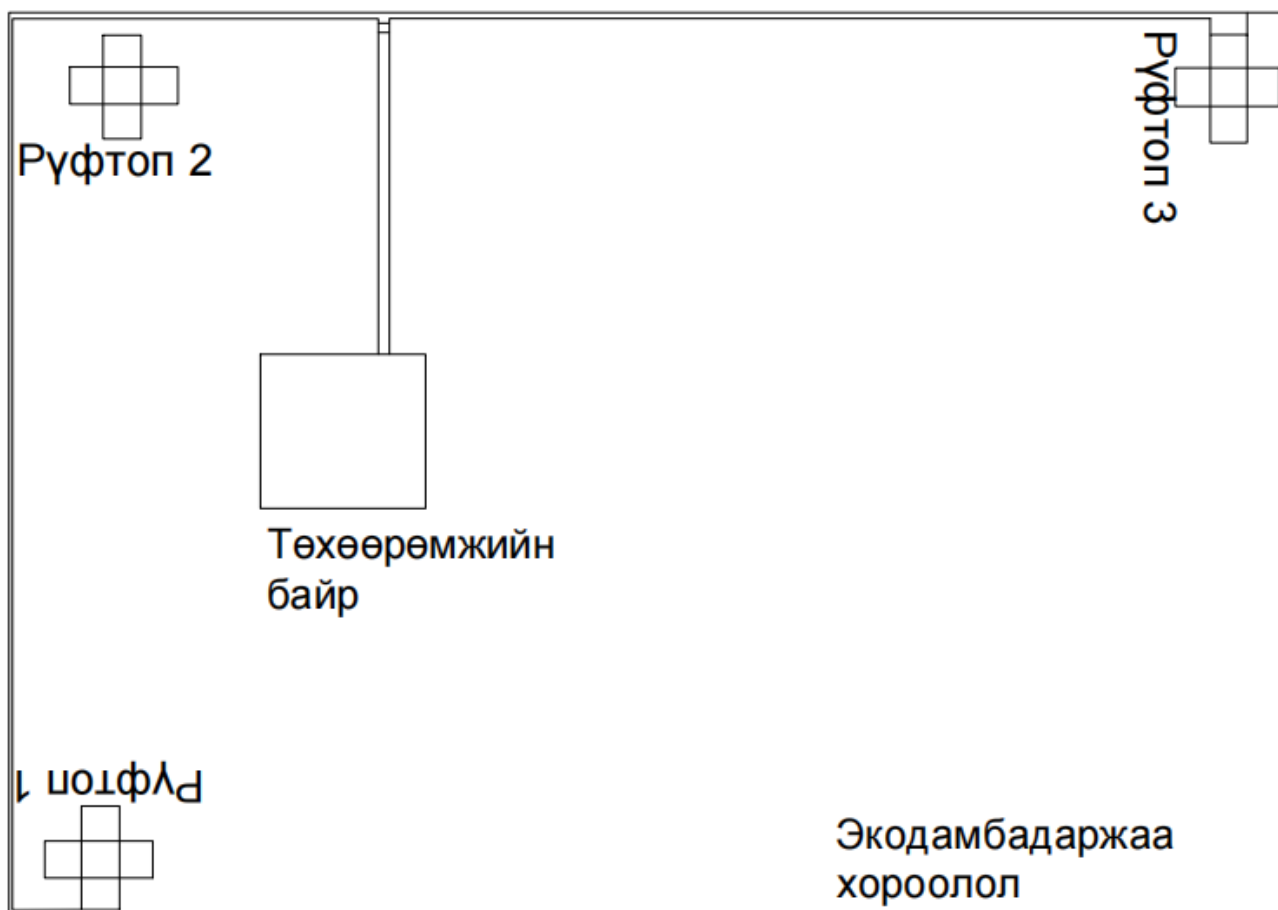 Рүфтоп 2
Рүфтоп 3
Төхөөрөмжийн
байр
Рүфтоп 1
Экодамбадаржаа
хороолол